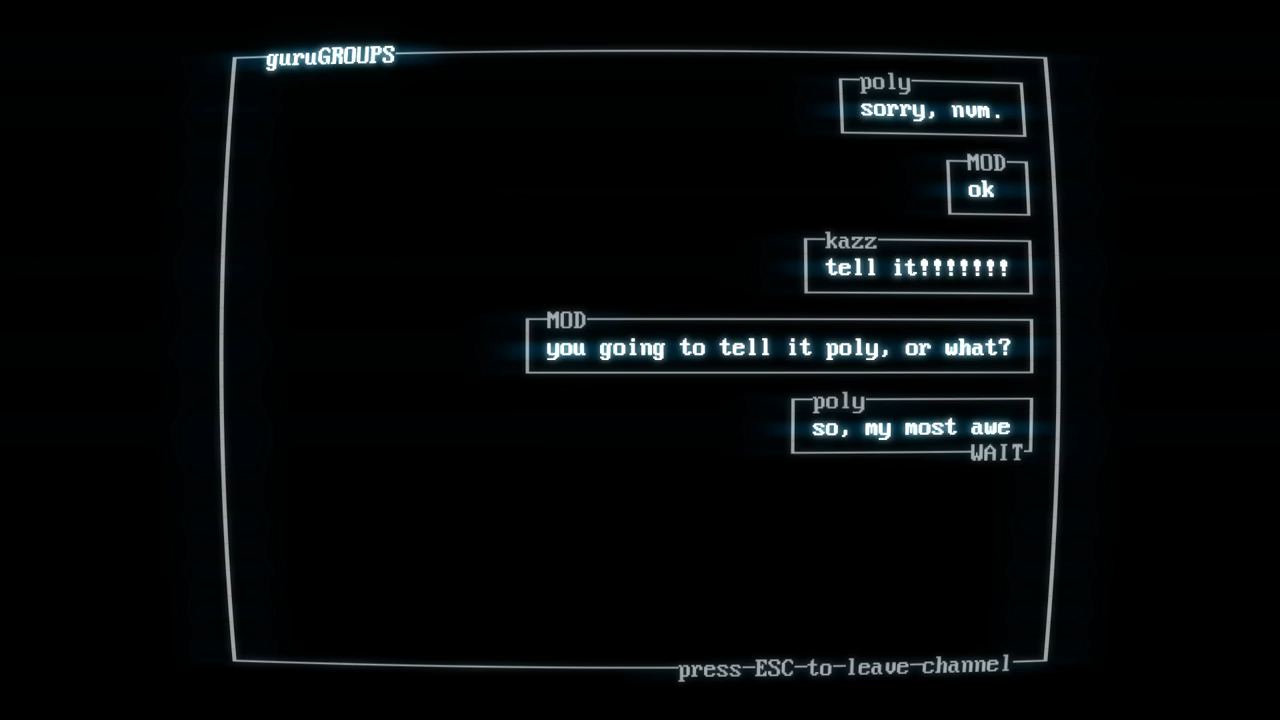 guruGROUPS
poly
sorry, nvm.
MOD
ok
kazz
tell it!!!!!!!
MOD
you going to tell it poly, or what?
poly
so, my most awe
WAIT
press-ESC-to-leave-channel